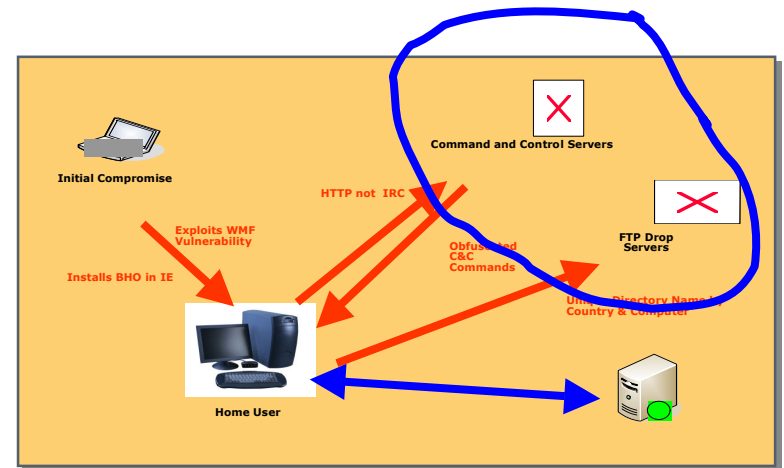 Command and Control Servers
Initial Compromise
HTTP not IRC
Exploits WMF
Vulnerability
FTP Drop
Servers
Obfuscated
C&C
Commands
Installs BHO in IE
Unique Directory Name by
Country & Computer
Home User